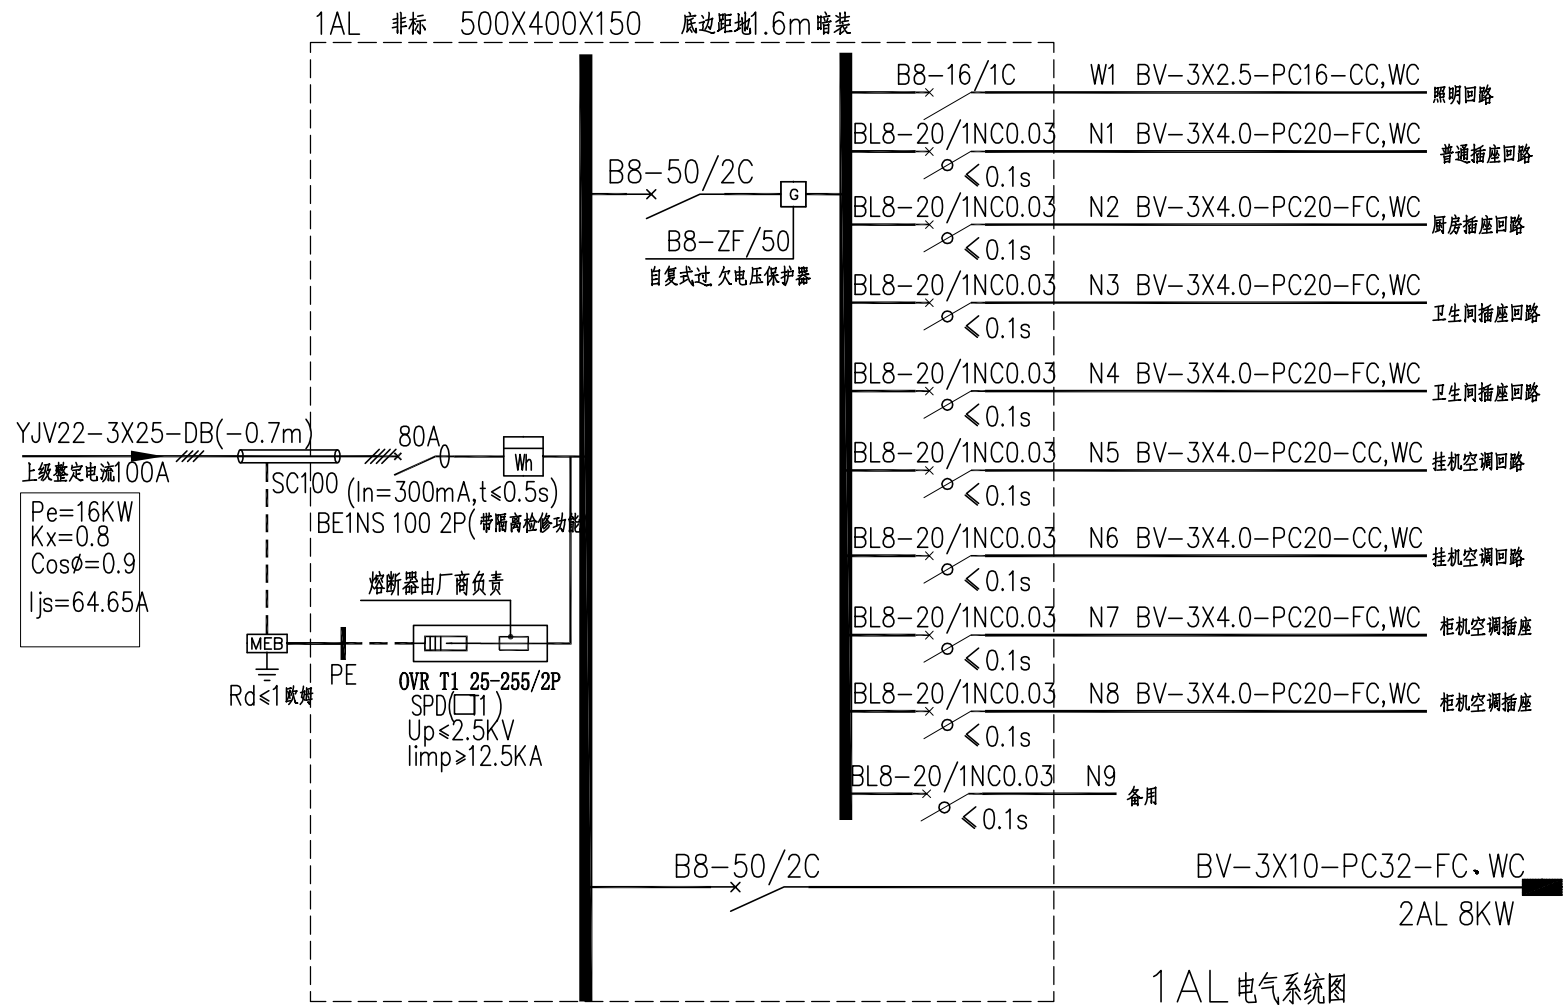 1AL 非标 500X400X150 底边距地1.6m暗装
B8-16/1C W1 BV-3X2.5-PC16-CC,WC 照明回路
BL8-20/1NC0.03 N1 BV-3X4.0-PC20-FC,WC 普通插座回路
<0.1s
BL8-20/1NC0.03 N2 BV-3X4.0-PC20-FC,WC 厨房插座回路
≤0.1s
BL8-20/1NC0.03 N3 BV-3X4.0-PC20-FC,WC 卫生间插座回路
≤0.1s
BL8-20/1NC0.03 N4 BV-3X4.0-PC20-FC,WC 卫生间插座回路
≤0.1s
BL8-20/1NC0.03 N5 BV-3X4.0-PC20-CC,WC 挂机空调回路
≤0.1s
BL8-20/1NC0.03 N6 BV-3X4.0-PC20-CC,WC 挂机空调回路
≤0.1s
BL8-20/1NC0.03 N7 BV-3X4.0-PC20-FC,WC 柜机空调插座
≤0.1s
BL8-20/1NC0.03 N8 BV-3X4.0-PC20-FC,WC 柜机空调插座
≤0.1s
BL8-20/1NC0.03 N9 备用
≤0.1s
B8-50/2C
G
B8-ZF/50
自复式过 欠电压保护器
YJV22-3X25-DB(-0.7m)
上级整定电流100A
SC100
80A
Wh
(In=300mA,t≤0.5s)
BE1NS 100 2P(带隔离检修功能
Pe=16KW
Kx=0.8
CosØ=0.9
Ijs=64.65A
熔断器由厂商负责
MEB
PE
Rd≤1欧姆
OVR T1 25-255/2P
SPD(□T1)
Up≤2.5KV
Iimp≥12.5KA
B8-50/2C BV-3X10-PC32-FC、WC
2AL 8KW
1AL 电气系统图